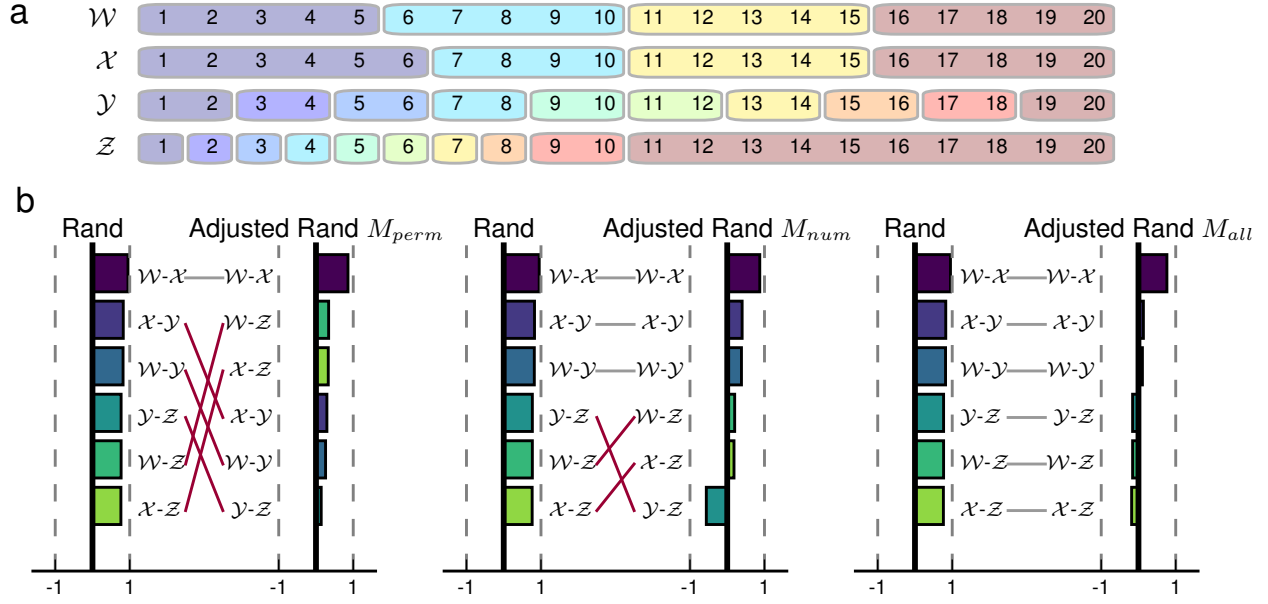 a
𝒲 1 2 3 4 5 6 7 8 9 10 11 12 13 14 15 16 17 18 19 20
𝒳 1 2 3 4 5 6 7 8 9 10 11 12 13 14 15 16 17 18 19 20
𝒴 1 2 3 4 5 6 7 8 9 10 11 12 13 14 15 16 17 18 19 20
𝒵 1 2 3 4 5 6 7 8 9 10 11 12 13 14 15 16 17 18 19 20
b
Rand Adjusted Rand M_perm
𝒲-𝒳 𝒲-𝒳
𝒳-𝒴 𝒲-𝒵
𝒲-𝒴 𝒳-𝒵
𝒴-𝒵 𝒳-𝒴
𝒲-𝒵 𝒲-𝒴
𝒳-𝒵 𝒴-𝒵
-1 1 -1 1
Rand Adjusted Rand M_num
𝒲-𝒳 𝒲-𝒳
𝒳-𝒴 𝒳-𝒴
𝒲-𝒴 𝒲-𝒴
𝒴-𝒵 𝒲-𝒵
𝒲-𝒵 𝒳-𝒵
𝒳-𝒵 𝒴-𝒵
-1 1 -1 1
Rand Adjusted Rand M_all
𝒲-𝒳 𝒲-𝒳
𝒳-𝒴 𝒳-𝒴
𝒲-𝒴 𝒲-𝒴
𝒴-𝒵 𝒴-𝒵
𝒲-𝒵 𝒲-𝒵
𝒳-𝒵 𝒳-𝒵
-1 1 -1 1